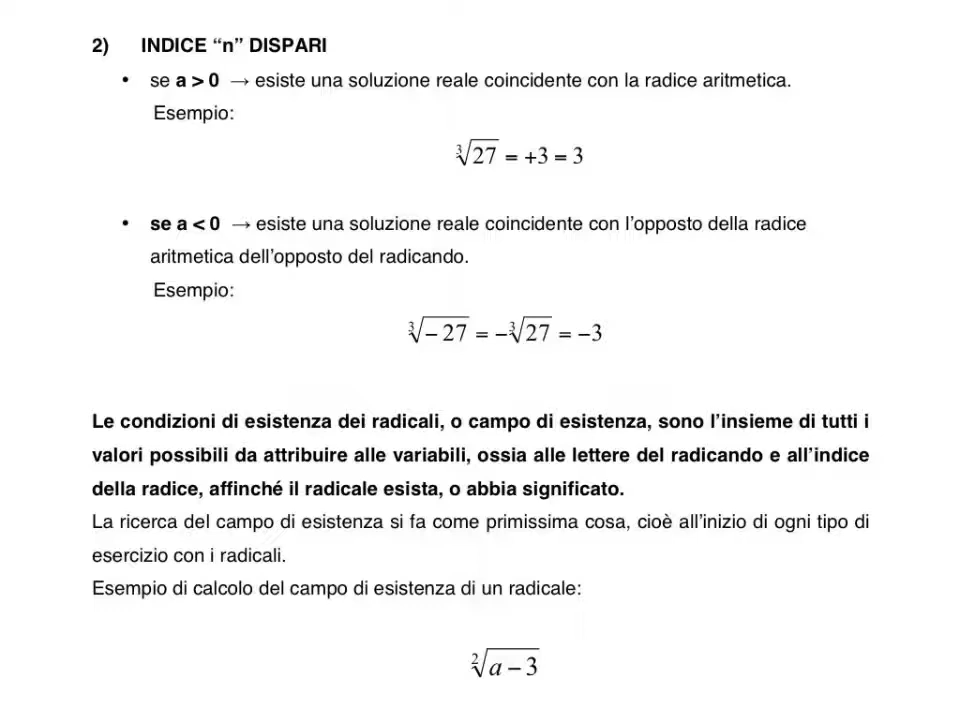 2) INDICE “n” DISPARI
• se a > 0 → esiste una soluzione reale coincidente con la radice aritmetica.
Esempio:
∛27 = +3 = 3
• se a < 0 → esiste una soluzione reale coincidente con l’opposto della radice
aritmetica dell’opposto del radicando.
Esempio:
∛−27 = −∛27 = −3
Le condizioni di esistenza dei radicali, o campo di esistenza, sono l’insieme di tutti i
valori possibili da attribuire alle variabili, ossia alle lettere del radicando e all’indice
della radice, affinché il radicale esista, o abbia significato.
La ricerca del campo di esistenza si fa come primissima cosa, cioè all’inizio di ogni tipo di
esercizio con i radicali.
Esempio di calcolo del campo di esistenza di un radicale:
²√a − 3